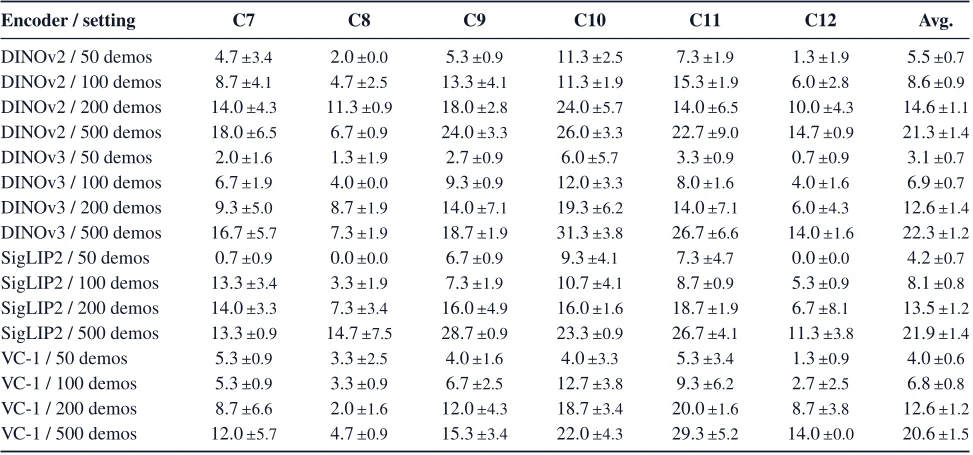 Encoder / setting C7 C8 C9 C10 C11 C12 Avg.
DINOv2 / 50 demos 4.7 ±3.4 2.0 ±0.0 5.3 ±0.9 11.3 ±2.5 7.3 ±1.9 1.3 ±1.9 5.5 ±0.7
DINOv2 / 100 demos 8.7 ±4.1 4.7 ±2.5 13.3 ±4.1 11.3 ±1.9 15.3 ±1.9 6.0 ±2.8 8.6 ±0.9
DINOv2 / 200 demos 14.0 ±4.3 11.3 ±0.9 18.0 ±2.8 24.0 ±5.7 14.0 ±6.5 10.0 ±4.3 14.6 ±1.1
DINOv2 / 500 demos 18.0 ±6.5 6.7 ±0.9 24.0 ±3.3 26.0 ±3.3 22.7 ±9.0 14.7 ±0.9 21.3 ±1.4
DINOv3 / 50 demos 2.0 ±1.6 1.3 ±1.9 2.7 ±0.9 6.0 ±5.7 3.3 ±0.9 0.7 ±0.9 3.1 ±0.7
DINOv3 / 100 demos 6.7 ±1.9 4.0 ±0.0 9.3 ±0.9 12.0 ±3.3 8.0 ±1.6 4.0 ±1.6 6.9 ±0.7
DINOv3 / 200 demos 9.3 ±5.0 8.7 ±1.9 14.0 ±7.1 19.3 ±6.2 14.0 ±7.1 6.0 ±4.3 12.6 ±1.4
DINOv3 / 500 demos 16.7 ±5.7 7.3 ±1.9 18.7 ±1.9 31.3 ±3.8 26.7 ±6.6 14.0 ±1.6 22.3 ±1.2
SigLIP2 / 50 demos 0.7 ±0.9 0.0 ±0.0 6.7 ±0.9 9.3 ±4.1 7.3 ±4.7 0.0 ±0.0 4.2 ±0.7
SigLIP2 / 100 demos 13.3 ±3.4 3.3 ±1.9 7.3 ±1.9 10.7 ±4.1 8.7 ±0.9 5.3 ±0.9 8.1 ±0.8
SigLIP2 / 200 demos 14.0 ±3.3 7.3 ±3.4 16.0 ±4.9 16.0 ±1.6 18.7 ±1.9 6.7 ±8.1 13.5 ±1.2
SigLIP2 / 500 demos 13.3 ±0.9 14.7 ±7.5 28.7 ±0.9 23.3 ±0.9 26.7 ±4.1 11.3 ±3.8 21.9 ±1.4
VC-1 / 50 demos 5.3 ±0.9 3.3 ±2.5 4.0 ±1.6 4.0 ±3.3 5.3 ±3.4 1.3 ±0.9 4.0 ±0.6
VC-1 / 100 demos 5.3 ±0.9 3.3 ±0.9 6.7 ±2.5 12.7 ±3.8 9.3 ±6.2 2.7 ±2.5 6.8 ±0.8
VC-1 / 200 demos 8.7 ±6.6 2.0 ±1.6 12.0 ±4.3 18.7 ±3.4 20.0 ±1.6 8.7 ±3.8 12.6 ±1.2
VC-1 / 500 demos 12.0 ±5.7 4.7 ±0.9 15.3 ±3.4 22.0 ±4.3 29.3 ±5.2 14.0 ±0.0 20.6 ±1.5